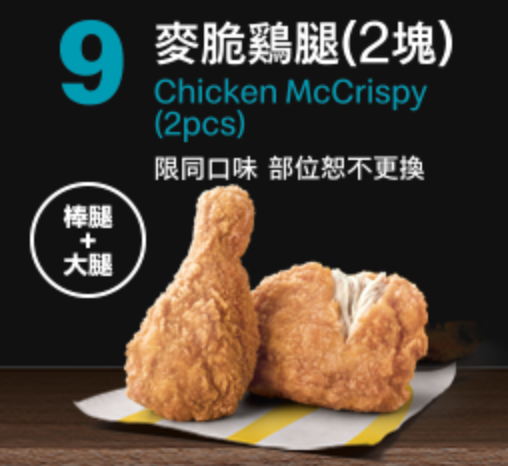 9
麥脆鷄腿(2塊)
Chicken McCrispy
(2pcs)
限同口味 部位恕不更換
棒腿
+
大腿